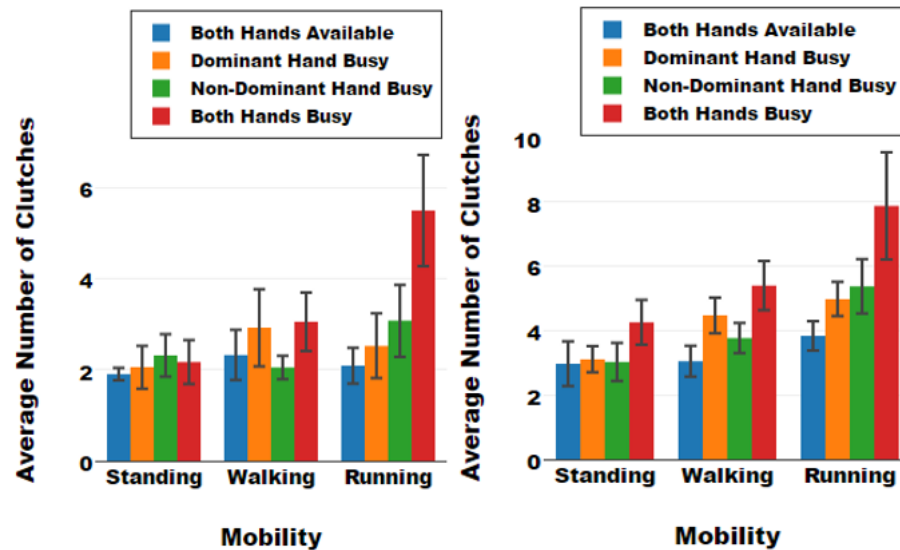 Both Hands Available
Dominant Hand Busy
Non-Dominant Hand Busy
Both Hands Busy
Average Number of Clutches
6
4
2
0
Standing Walking Running
Mobility
Both Hands Available
Dominant Hand Busy
Non-Dominant Hand Busy
Both Hands Busy
Average Number of Clutches
10
8
6
4
2
0
Standing Walking Running
Mobility